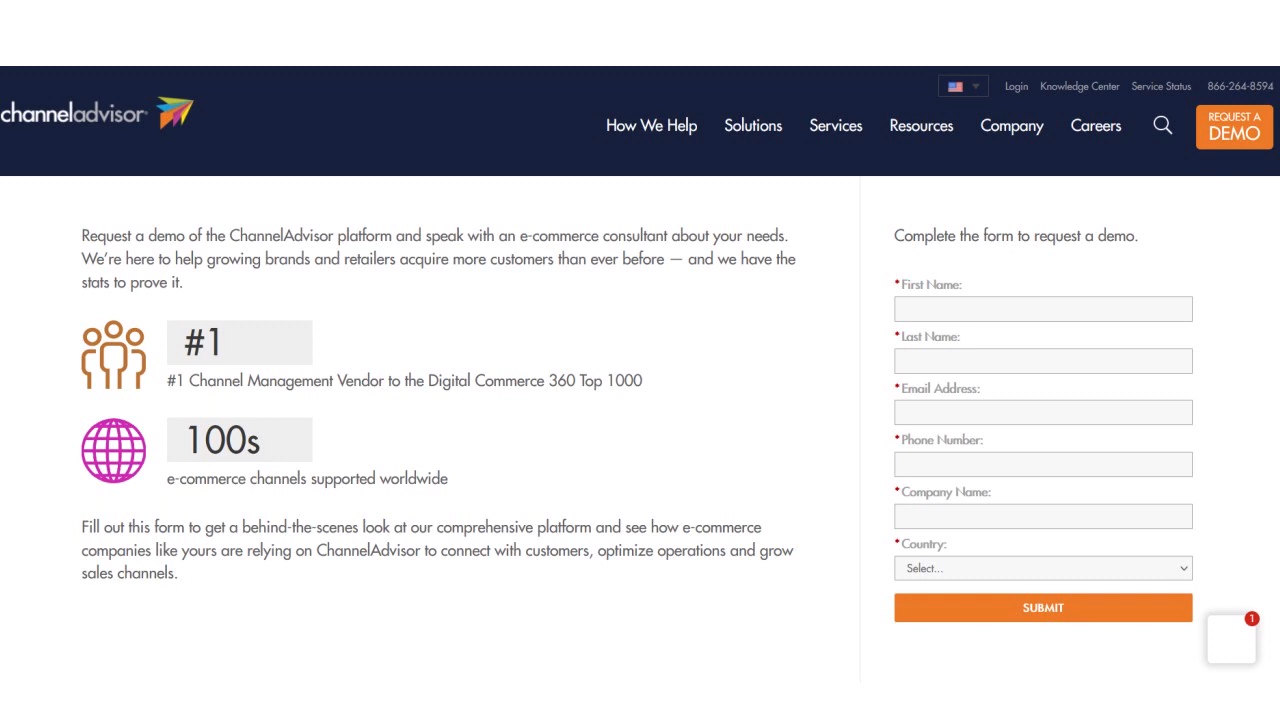 Login Knowledge Center Service Status 866-264-8594
channeladvisor
How We Help Solutions Services Resources Company Careers
REQUEST A
DEMO
Request a demo of the ChannelAdvisor platform and speak with an e-commerce consultant about your needs.
We’re here to help growing brands and retailers acquire more customers than ever before — and we have the
stats to prove it.
#1
#1 Channel Management Vendor to the Digital Commerce 360 Top 1000
100s
e-commerce channels supported worldwide
Fill out this form to get a behind-the-scenes look at our comprehensive platform and see how e-commerce
companies like yours are relying on ChannelAdvisor to connect with customers, optimize operations and grow
sales channels.
Complete the form to request a demo.
* First Name:
* Last Name:
* Email Address:
* Phone Number:
* Company Name:
* Country:
Select...
SUBMIT
1